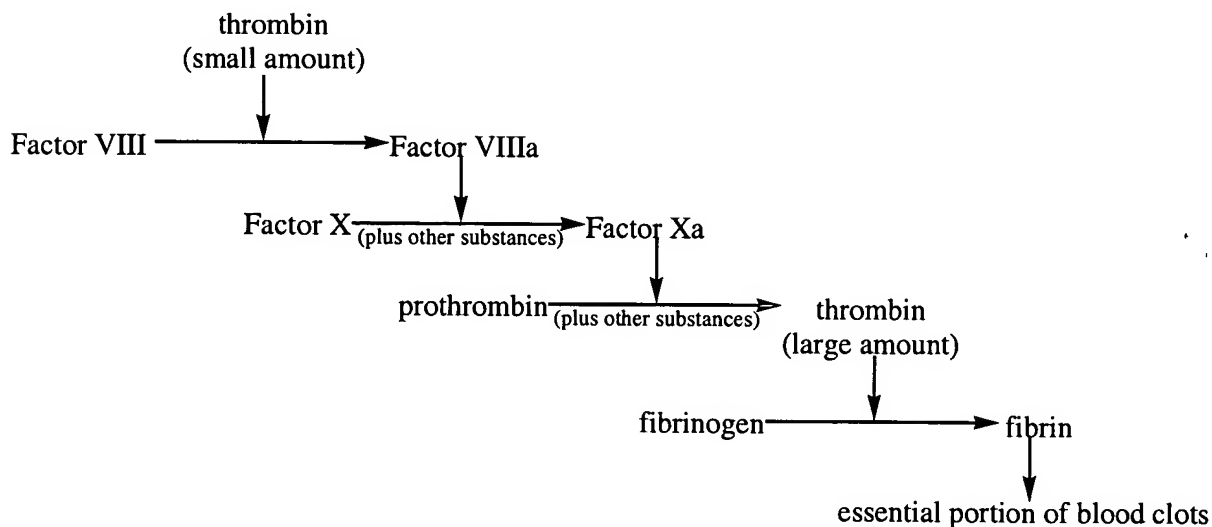 thrombin
(small amount)
Factor VIII
Factor VIIIa
Factor X
(plus other substances)
Factor Xa
prothrombin
(plus other substances)
thrombin
(large amount)
fibrinogen
fibrin
essential portion of blood clots